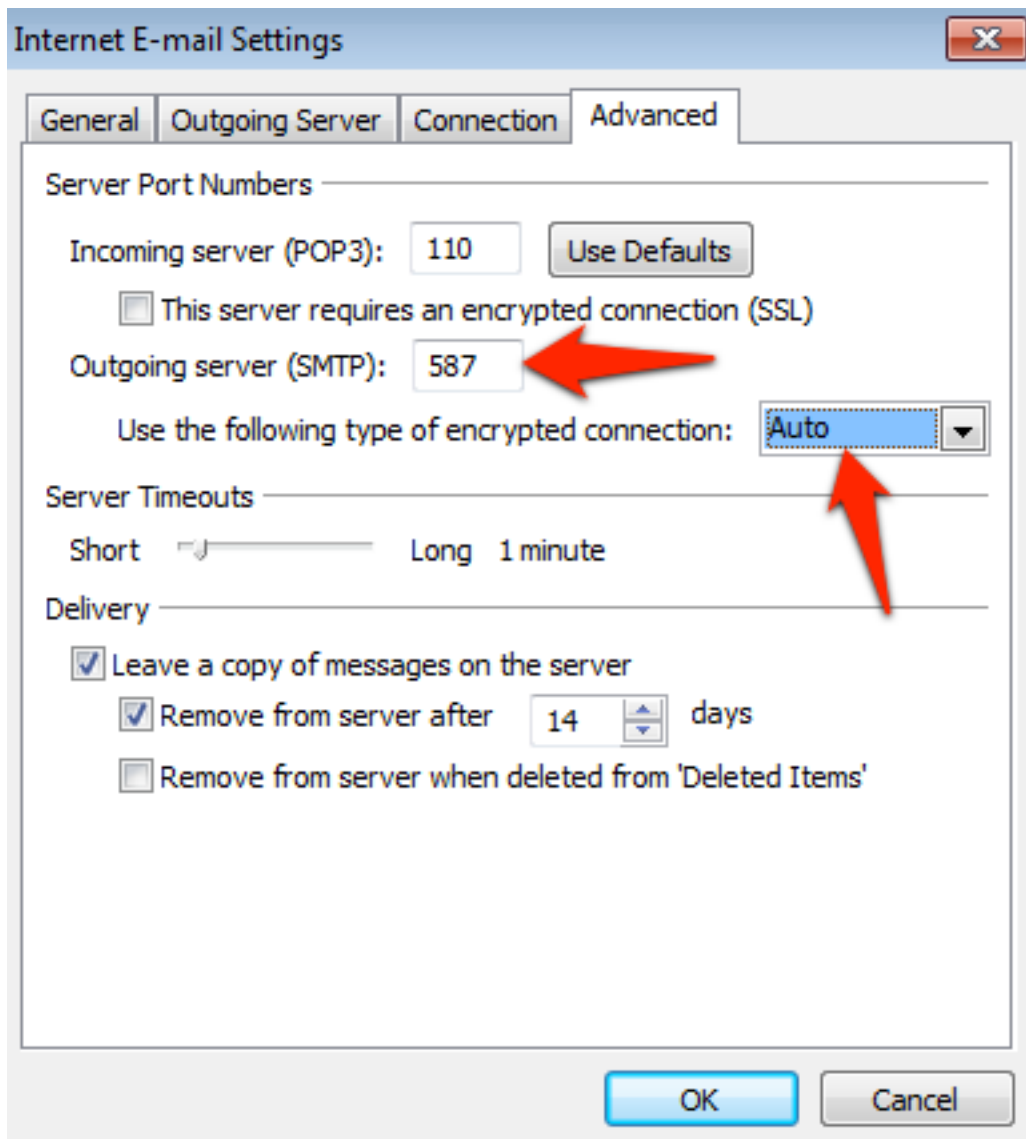 Internet E-mail Settings
General Outgoing Server Connection Advanced
Server Port Numbers
Incoming server (POP3): 110 Use Defaults
This server requires an encrypted connection (SSL)
Outgoing server (SMTP): 587
Use the following type of encrypted connection: Auto
Server Timeouts
Short Long 1 minute
Delivery
Leave a copy of messages on the server
Remove from server after 14 days
Remove from server when deleted from 'Deleted Items'
OK Cancel